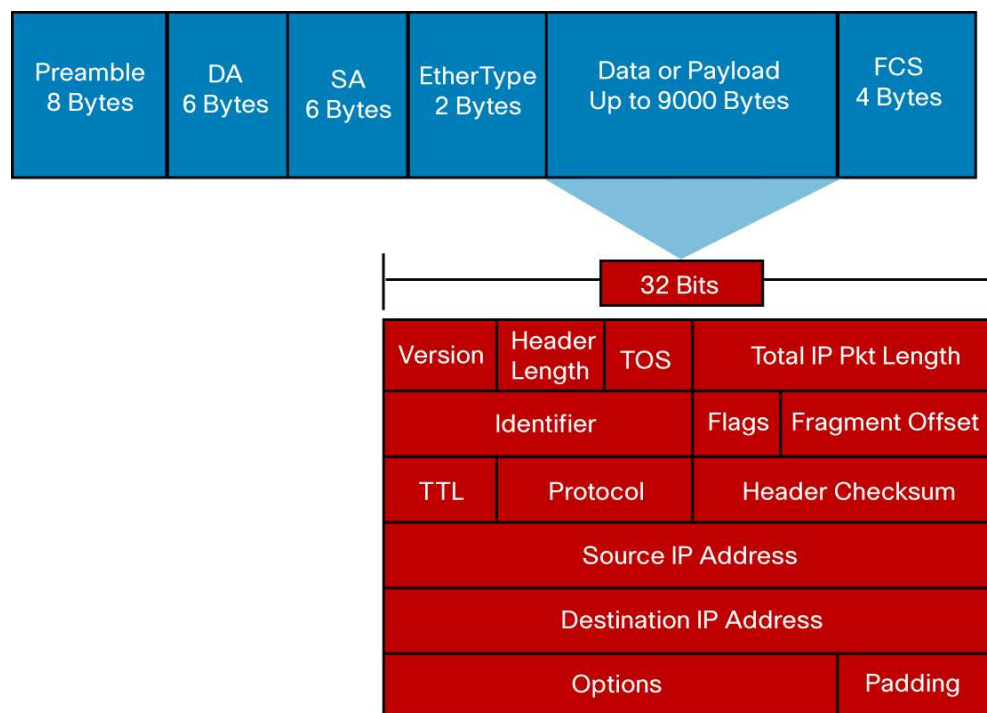 Preamble
8 Bytes
DA
6 Bytes
SA
6 Bytes
EtherType
2 Bytes
Data or Payload
Up to 9000 Bytes
FCS
4 Bytes
32 Bits
Version
Header
Length
TOS
Total IP Pkt Length
Identifier
Flags
Fragment Offset
TTL
Protocol
Header Checksum
Source IP Address
Destination IP Address
Options
Padding